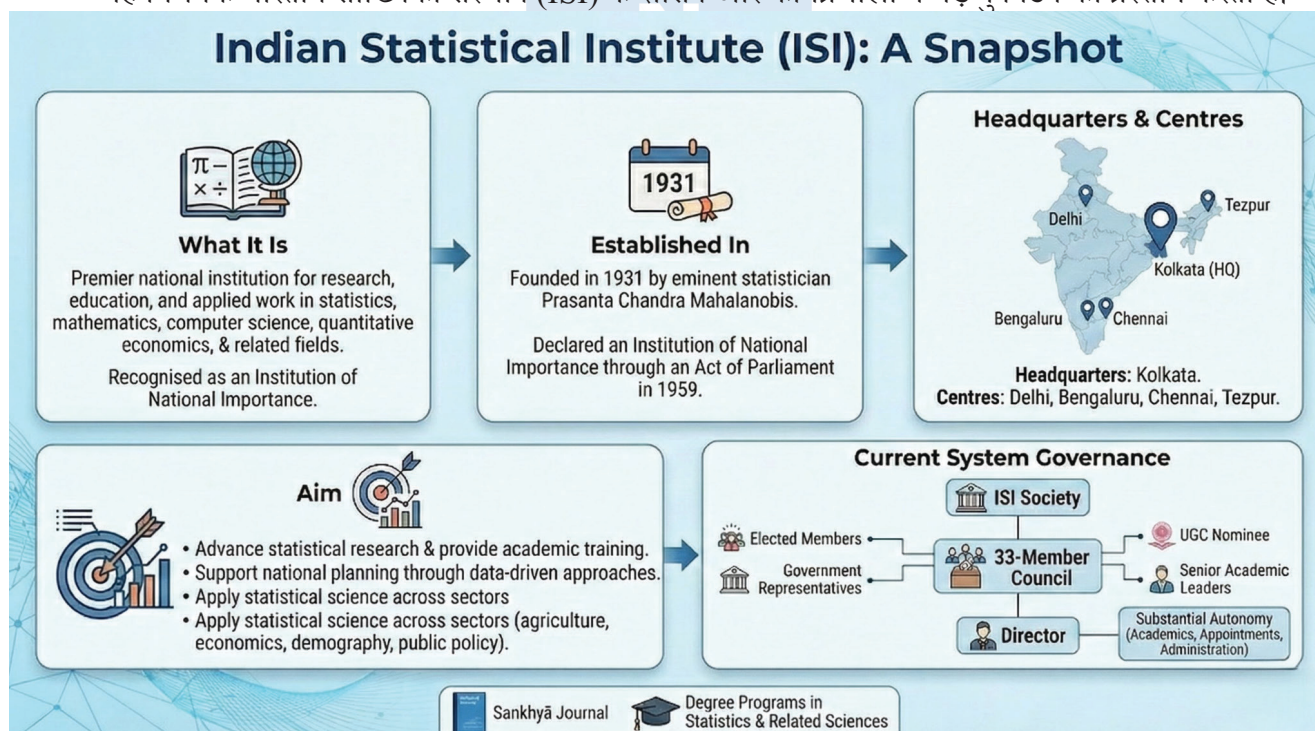 (ISI)
Indian Statistical Institute (ISI): A Snapshot
π –
× ÷
What It Is
Premier national institution for research,
education, and applied work in statistics,
mathematics, computer science, quantitative
economics, & related fields.
Recognised as an Institution of
National Importance.
1931
Established In
Founded in 1931 by eminent statistician
Prasanta Chandra Mahalanobis.
Declared an Institution of National
Importance through an Act of Parliament
in 1959.
Headquarters & Centres
Delhi
Tezpur
Kolkata (HQ)
Bengaluru
Chennai
Headquarters: Kolkata.
Centres: Delhi, Bengaluru, Chennai, Tezpur.
Aim
• Advance statistical research & provide academic training.
• Support national planning through data-driven approaches.
• Apply statistical science across sectors
• Apply statistical science across sectors (agriculture,
economics, demography, public policy).
Current System Governance
ISI Society
Elected Members
Government
Representatives
33-Member
Council
UGC Nominee
Senior Academic
Leaders
Director
Substantial Autonomy
(Academics, Appointments,
Administration)
Sankhyā Journal
Degree Programs in
Statistics & Related Sciences